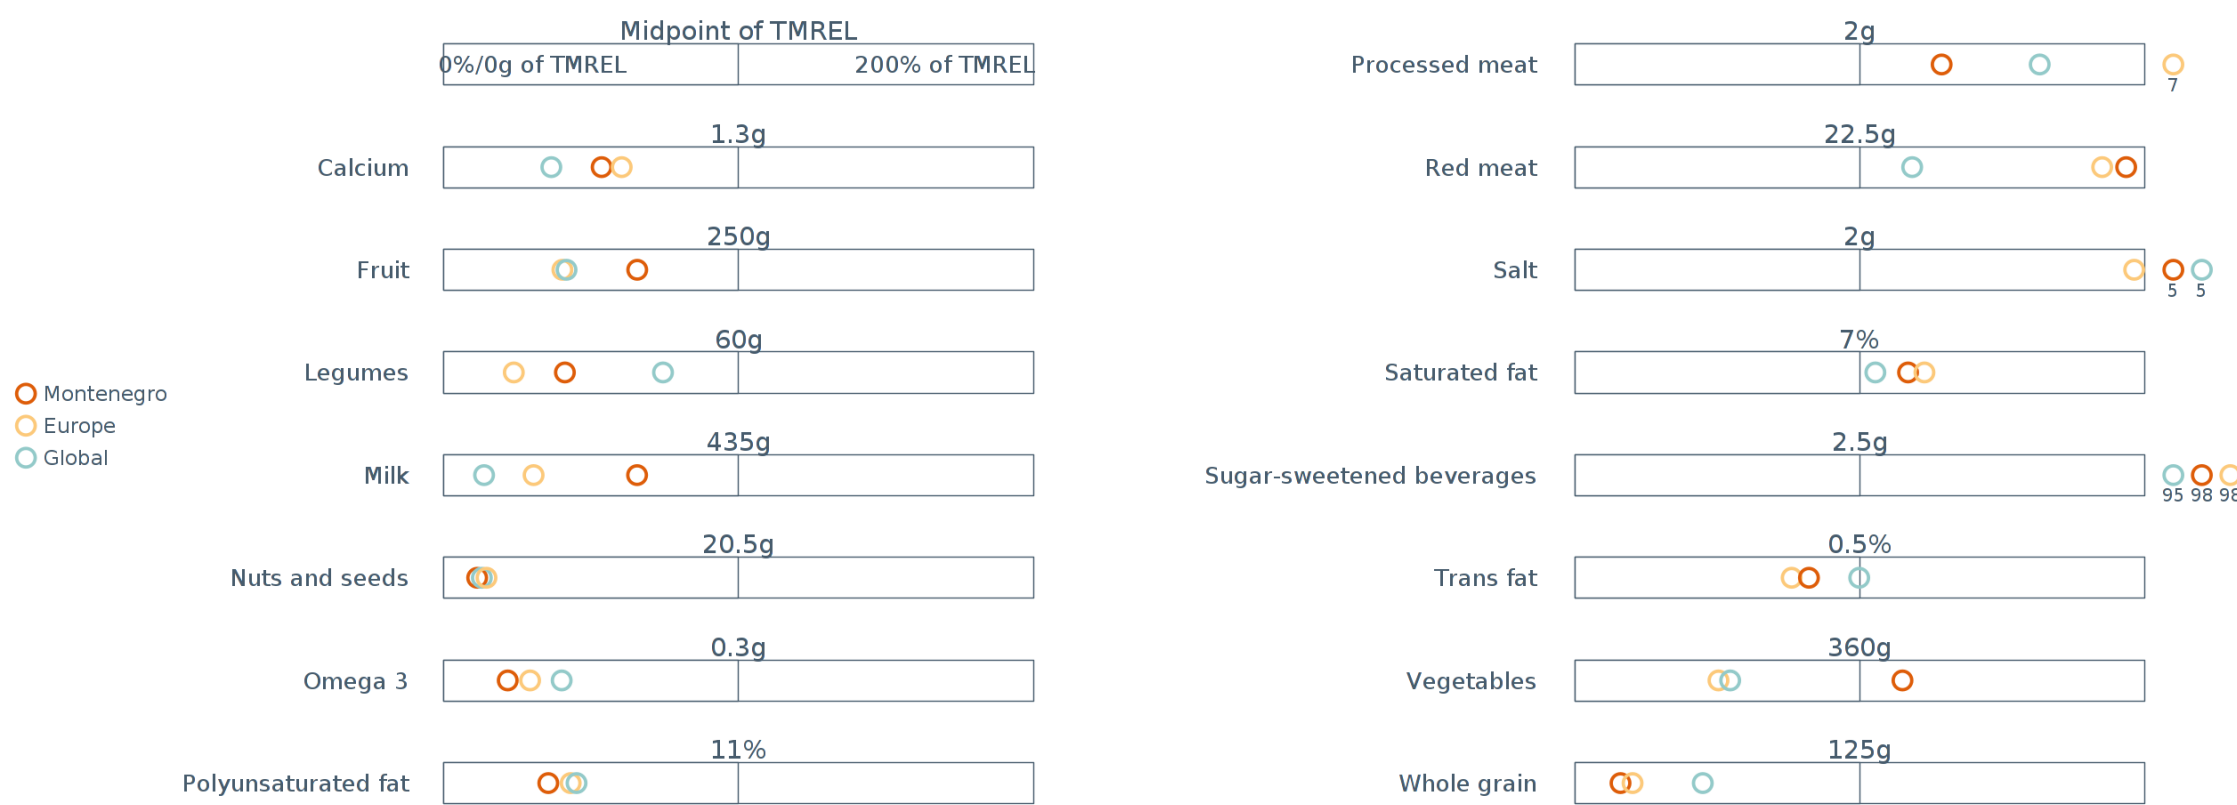 Midpoint of TMREL
0%/0g of TMREL 200% of TMREL
1.3g
Calcium
250g
Fruit
60g
Legumes
435g
Milk
20.5g
Nuts and seeds
0.3g
Omega 3
11%
Polyunsaturated fat
Montenegro
Europe
Global
2g
Processed meat
7
22.5g
Red meat
2g
Salt
5 5
7%
Saturated fat
2.5g
Sugar-sweetened beverages
95 98 98
0.5%
Trans fat
360g
Vegetables
125g
Whole grain